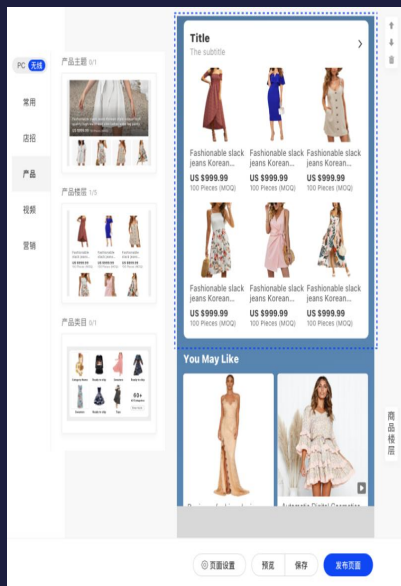 PC 无线
常用
店招
产品
视频
营销
产品主题 0/1
产品楼层 1/5
产品类目 0/1
60+
Title
The subtitle
Fashionable slack jeans Korean...
US $999.99
100 Pieces (MOQ)
Fashionable slack jeans Korean...
US $999.99
100 Pieces (MOQ)
Fashionable slack jeans Korean...
US $999.99
100 Pieces (MOQ)
Fashionable slack jeans Korean...
US $999.99
100 Pieces (MOQ)
Fashionable slack jeans Korean...
US $999.99
100 Pieces (MOQ)
Fashionable slack jeans Korean...
US $999.99
100 Pieces (MOQ)
You May Like
商品楼层
页面设置
预览
保存
发布页面